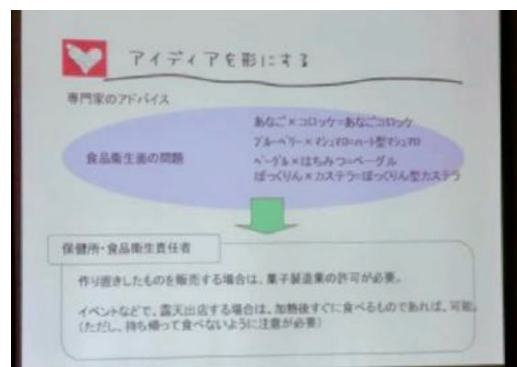 アイディアを形にする
専門家のアドバイス
あなご×コロッケ=あなごコロッケ
ブルーベリー×マシュマロ=ハート型マシュマロ
食品衛生面の問題
ベーグル×はちみつ=ベーグル
ぽっくりん×カステラ=ぽっくりん型カステラ
保健所・食品衛生責任者
作り置きしたものを販売する場合は、菓子製造業の許可が必要。
イベントなどで、露天出店する場合は、加熱後すぐに食べるものであれば、可能。
(ただし、持ち帰って食べないように注意が必要)